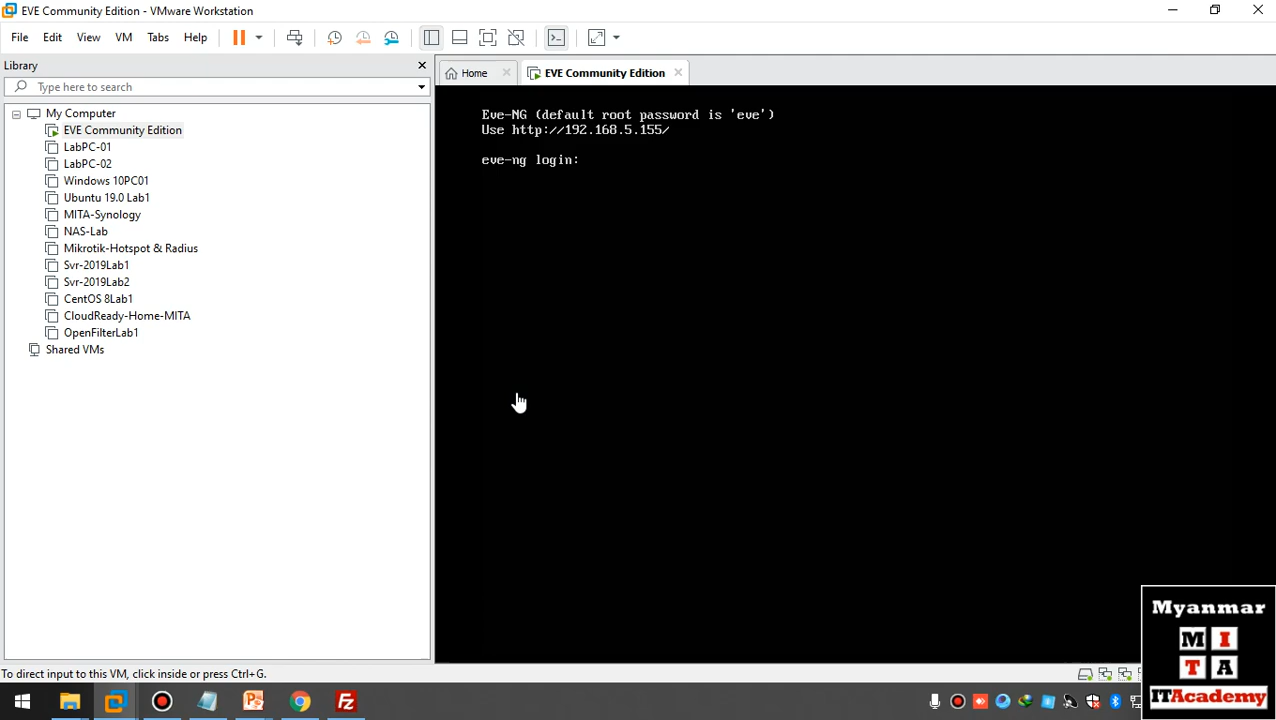 EVE Community Edition - VMware Workstation
File Edit View VM Tabs Help
Library
Type here to search
My Computer
EVE Community Edition
LabPC-01
LabPC-02
Windows 10PC01
Ubuntu 19.0 Lab1
MITA-Synology
NAS-Lab
Mikrotik-Hotspot & Radius
Svr-2019Lab1
Svr-2019Lab2
CentOS 8Lab1
CloudReady-Home-MITA
OpenFilterLab1
Shared VMs
Home EVE Community Edition
Eve-NG (default root password is 'eve')
Use http://192.168.5.155/
eve-ng login:
To direct input to this VM, click inside or press Ctrl+G.
Myanmar
M I
T A
ITAcademy